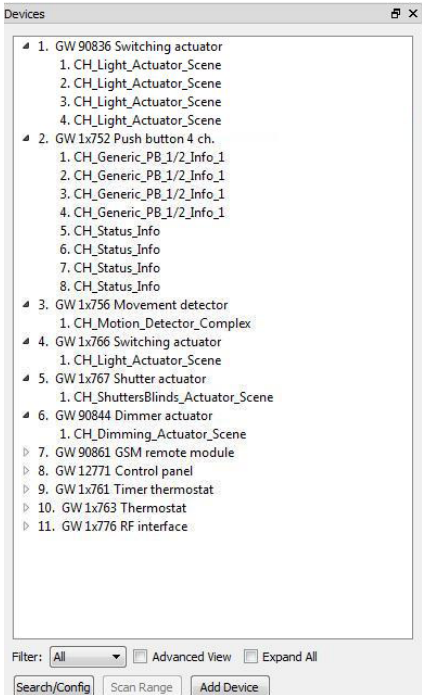 Devices
1. GW 90836 Switching actuator
1. CH_Light_Actuator_Scene
2. CH_Light_Actuator_Scene
3. CH_Light_Actuator_Scene
4. CH_Light_Actuator_Scene
2. GW 1x752 Push button 4 ch.
1. CH_Generic_PB_1/2_Info_1
2. CH_Generic_PB_1/2_Info_1
3. CH_Generic_PB_1/2_Info_1
4. CH_Generic_PB_1/2_Info_1
5. CH_Status_Info
6. CH_Status_Info
7. CH_Status_Info
8. CH_Status_Info
3. GW 1x756 Movement detector
1. CH_Motion_Detector_Complex
4. GW 1x766 Switching actuator
1. CH_Light_Actuator_Scene
5. GW 1x767 Shutter actuator
1. CH_ShuttersBlinds_Actuator_Scene
6. GW 90844 Dimmer actuator
1. CH_Dimming_Actuator_Scene
7. GW 90861 GSM remote module
8. GW 12771 Control panel
9. GW 1x761 Timer thermostat
10. GW 1x763 Thermostat
11. GW 1x776 RF interface
Filter: All Advanced View Expand All
Search/Config Scan Range Add Device